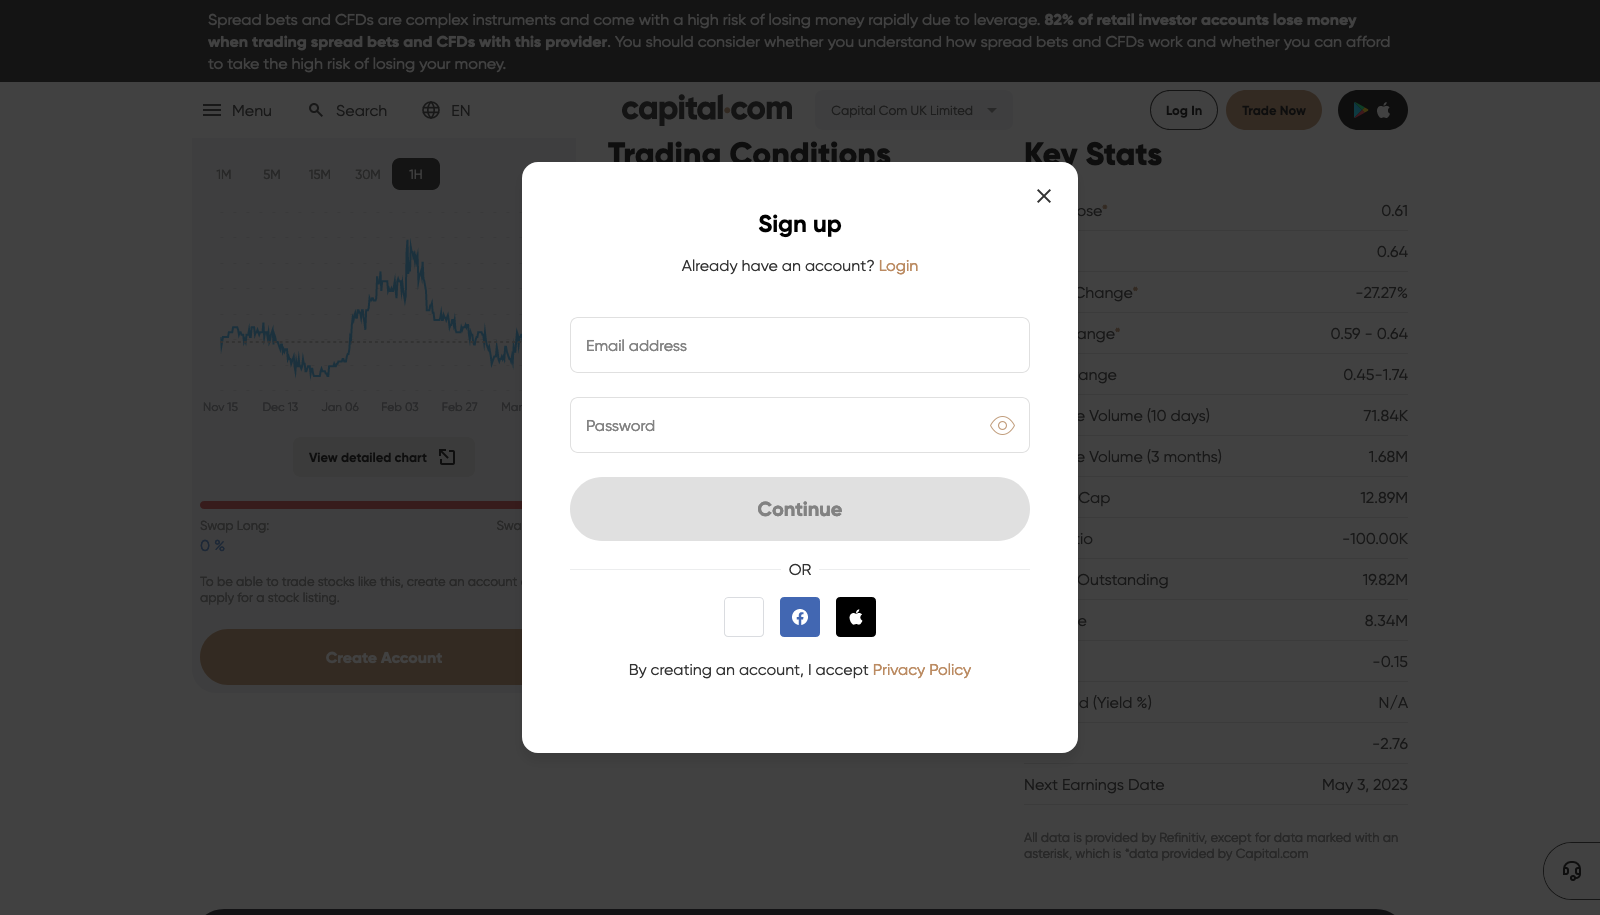 Spread bets and CFDs are complex instruments and come with a high risk of losing money rapidly due to leverage. 82% of retail investor accounts lose money
when trading spread bets and CFDs with this provider. You should consider whether you understand how spread bets and CFDs work and whether you can afford
to take the high risk of losing your money.
Menu
Search
EN
capital.com
Capital Com UK Limited
Log In
Trade Now
1M 5M 15M 30M 1H
Nov 15 Dec 13 Jan 06 Feb 03 Feb 27
View detailed chart
Swap Long:
0 %
To be able to trade stocks like this, create an account
apply for a stock listing.
Create Account
Trading Conditions
Sign up
Already have an account? Login
Email address
Password
Continue
OR
By creating an account, I accept Privacy Policy
Key Stats
0.61
0.64
Change* -27.27%
0.59 - 0.64
0.45-1.74
Volume (10 days) 71.84K
Volume (3 months) 1.68M
Cap 12.89M
-100.00K
Outstanding 19.82M
8.34M
-0.15
(Yield %) N/A
-2.76
Next Earnings Date May 3, 2023
All data is provided by Refinitiv, except for data marked with an
asterisk, which is *data provided by Capital.com